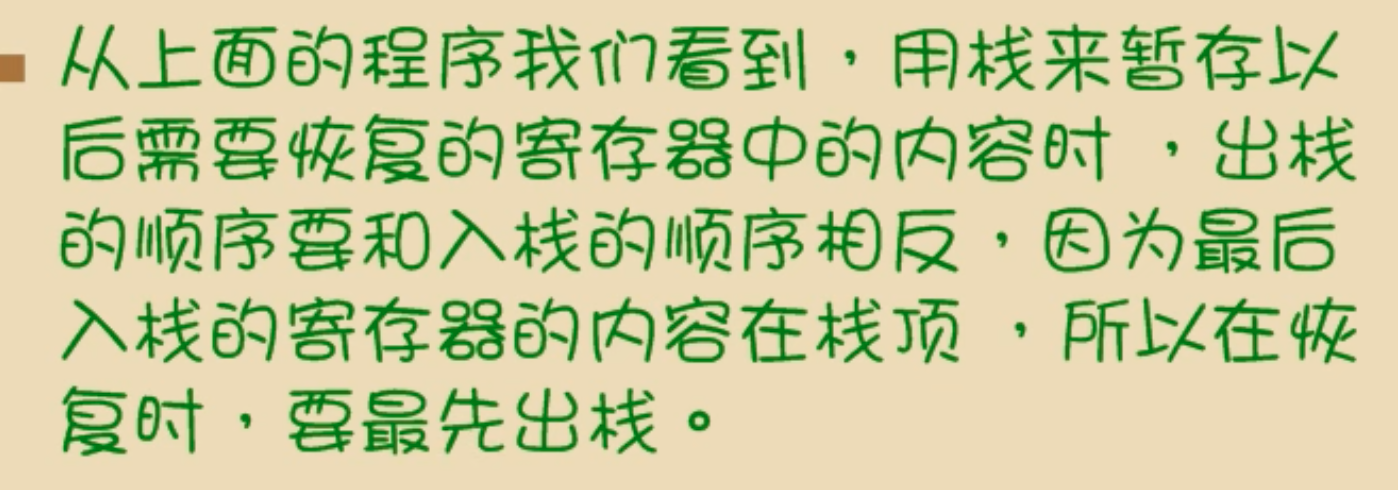 从上面的程序我们看到，用栈来暂存以
后需要恢复的寄存器中的内容时 ，出栈
的顺序要和入栈的顺序相反，因为最后
入栈的寄存器的内容在栈顶 ，所以在恢
复时，要最先出栈。